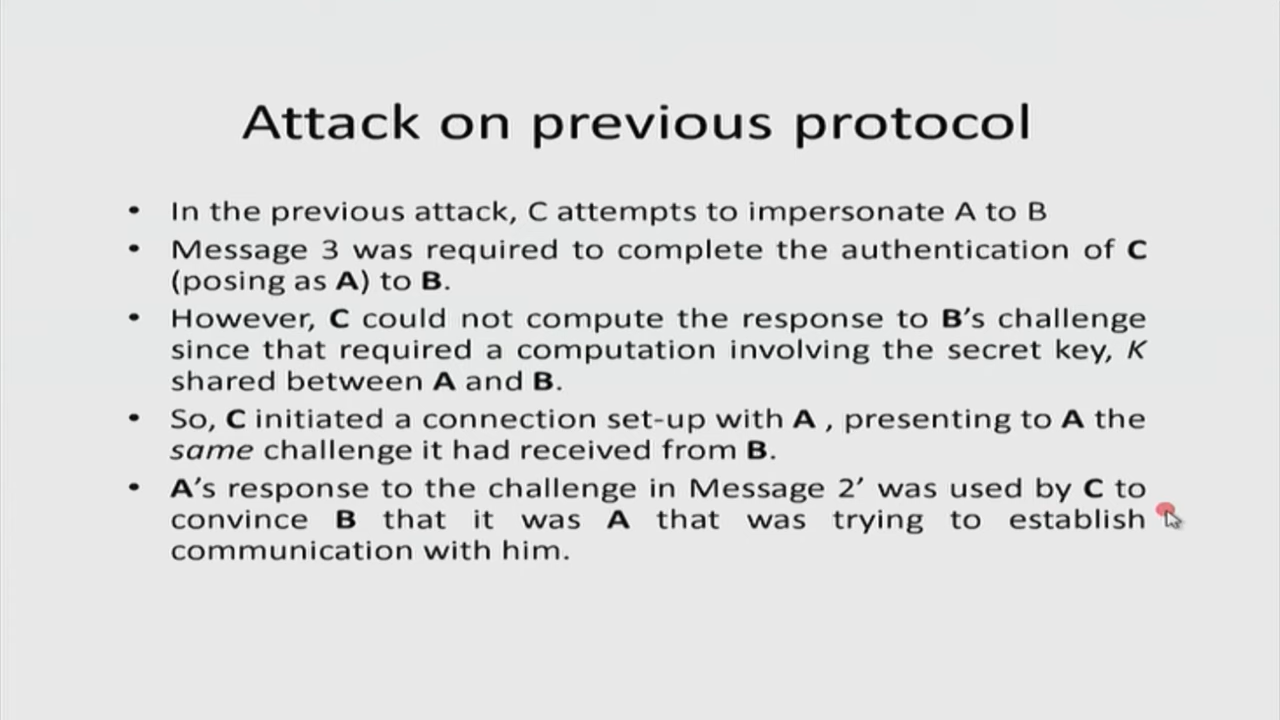 Attack on previous protocol
• In the previous attack, C attempts to impersonate A to B
• Message 3 was required to complete the authentication of C
(posing as A) to B.
• However, C could not compute the response to B’s challenge
since that required a computation involving the secret key, K
shared between A and B.
• So, C initiated a connection set-up with A , presenting to A the
same challenge it had received from B.
• A’s response to the challenge in Message 2’ was used by C to
convince B that it was A that was trying to establish
communication with him.